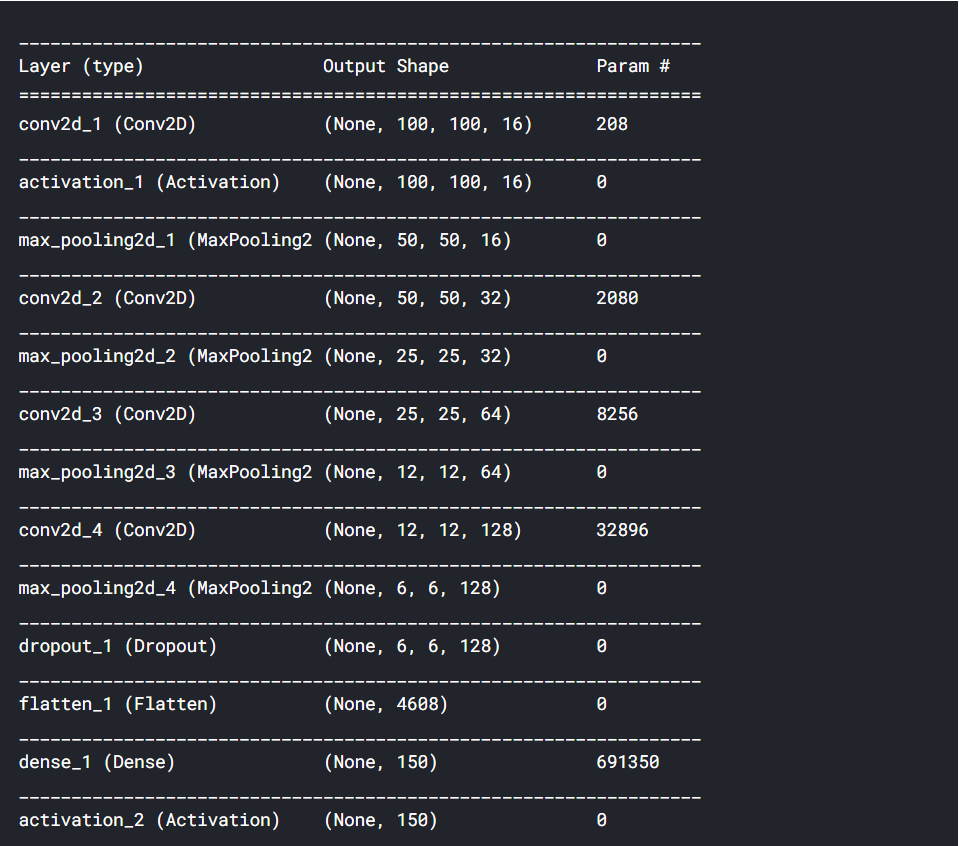 _________________________________________________________________
Layer (type)                 Output Shape              Param #
=================================================================
conv2d_1 (Conv2D)            (None, 100, 100, 16)      208
_________________________________________________________________
activation_1 (Activation)    (None, 100, 100, 16)      0
_________________________________________________________________
max_pooling2d_1 (MaxPooling2 (None, 50, 50, 16)        0
_________________________________________________________________
conv2d_2 (Conv2D)            (None, 50, 50, 32)        2080
_________________________________________________________________
max_pooling2d_2 (MaxPooling2 (None, 25, 25, 32)        0
_________________________________________________________________
conv2d_3 (Conv2D)            (None, 25, 25, 64)        8256
_________________________________________________________________
max_pooling2d_3 (MaxPooling2 (None, 12, 12, 64)        0
_________________________________________________________________
conv2d_4 (Conv2D)            (None, 12, 12, 128)       32896
_________________________________________________________________
max_pooling2d_4 (MaxPooling2 (None, 6, 6, 128)         0
_________________________________________________________________
dropout_1 (Dropout)          (None, 6, 6, 128)         0
_________________________________________________________________
flatten_1 (Flatten)          (None, 4608)              0
_________________________________________________________________
dense_1 (Dense)              (None, 150)               691350
_________________________________________________________________
activation_2 (Activation)    (None, 150)               0